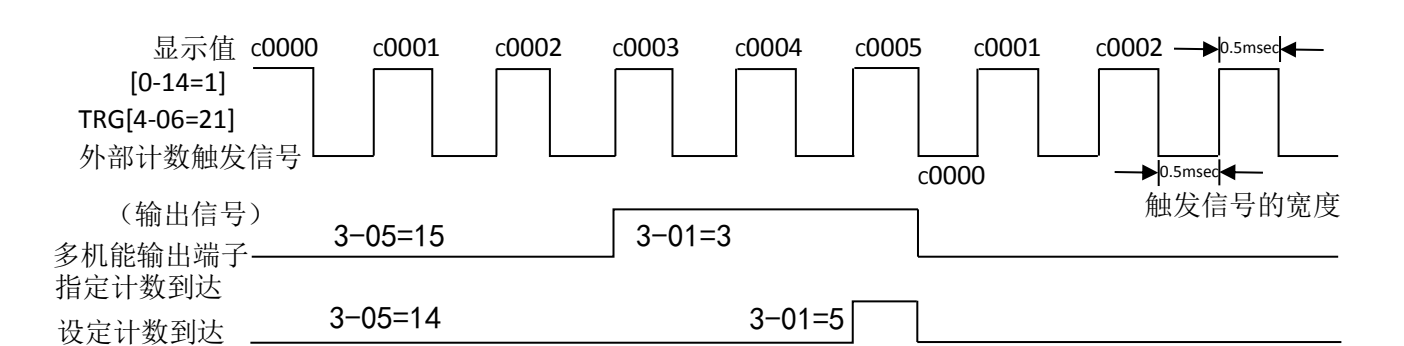 显示值 c0000 c0001 c0002 c0003 c0004 c0005 c0001 c0002 0.5msec
[0-14=1]
TRG[4-06=21]
外部计数触发信号
c0000 0.5msec
触发信号的宽度
（输出信号）
3-05=15 3-01=3
多机能输出端子
指定计数到达
3-05=14 3-01=5
设定计数到达